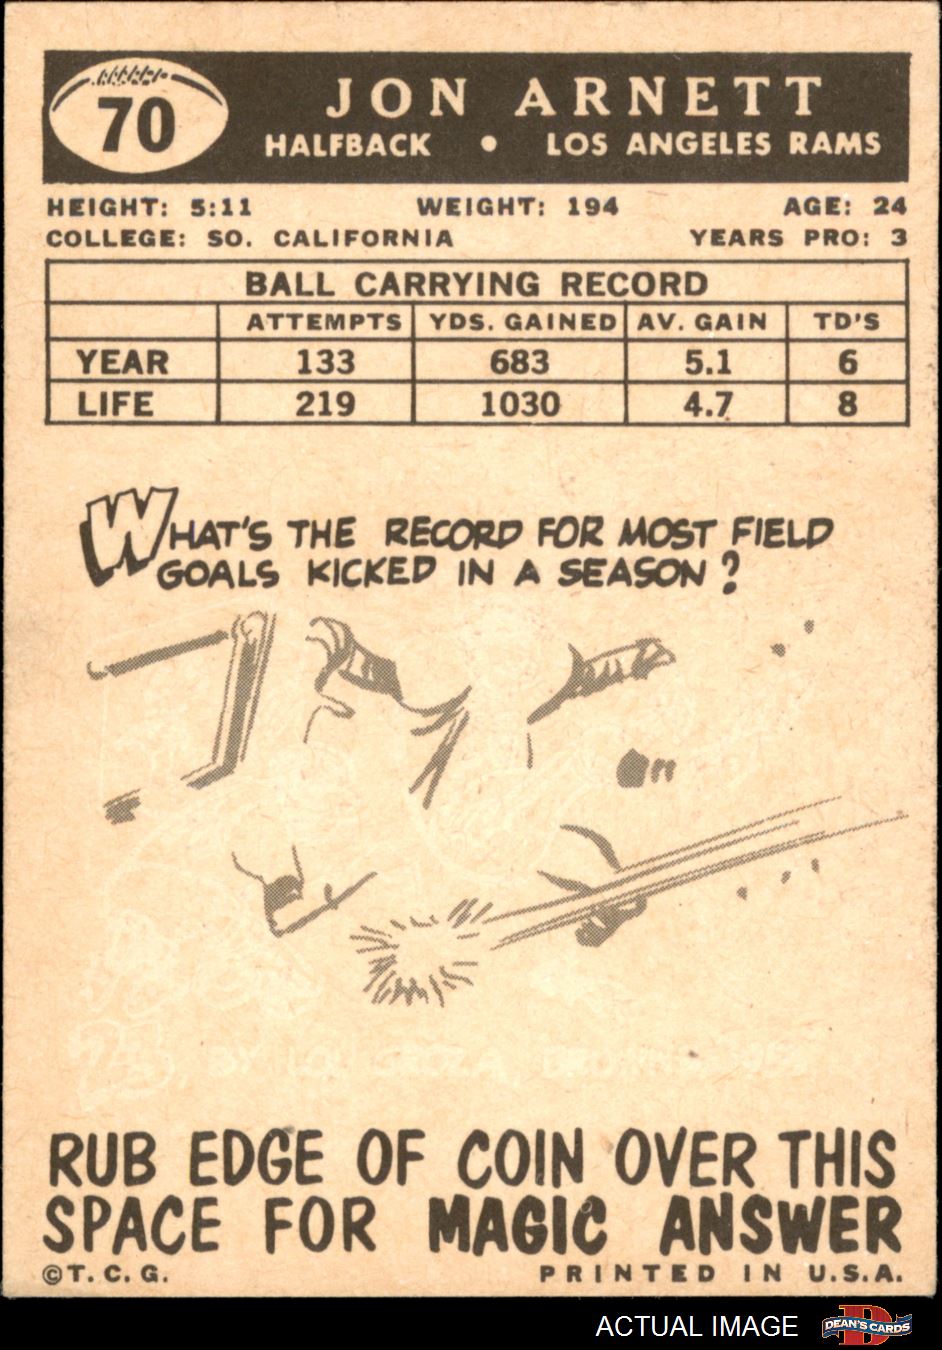 70
JON ARNETT
HALFBACK • LOS ANGELES RAMS
HEIGHT: 5:11 WEIGHT: 194 AGE: 24
COLLEGE: SO. CALIFORNIA YEARS PRO: 3
BALL CARRYING RECORD
ATTEMPTS YDS. GAINED AV. GAIN TD'S
YEAR 133 683 5.1 6
LIFE 219 1030 4.7 8
WHAT'S THE RECORD FOR MOST FIELD
GOALS KICKED IN A SEASON?
BY LOU
RUB EDGE OF COIN OVER THIS
SPACE FOR MAGIC ANSWER
©T. C. G. PRINTED IN U.S.A.
ACTUAL IMAGE DEAN'S CARDS